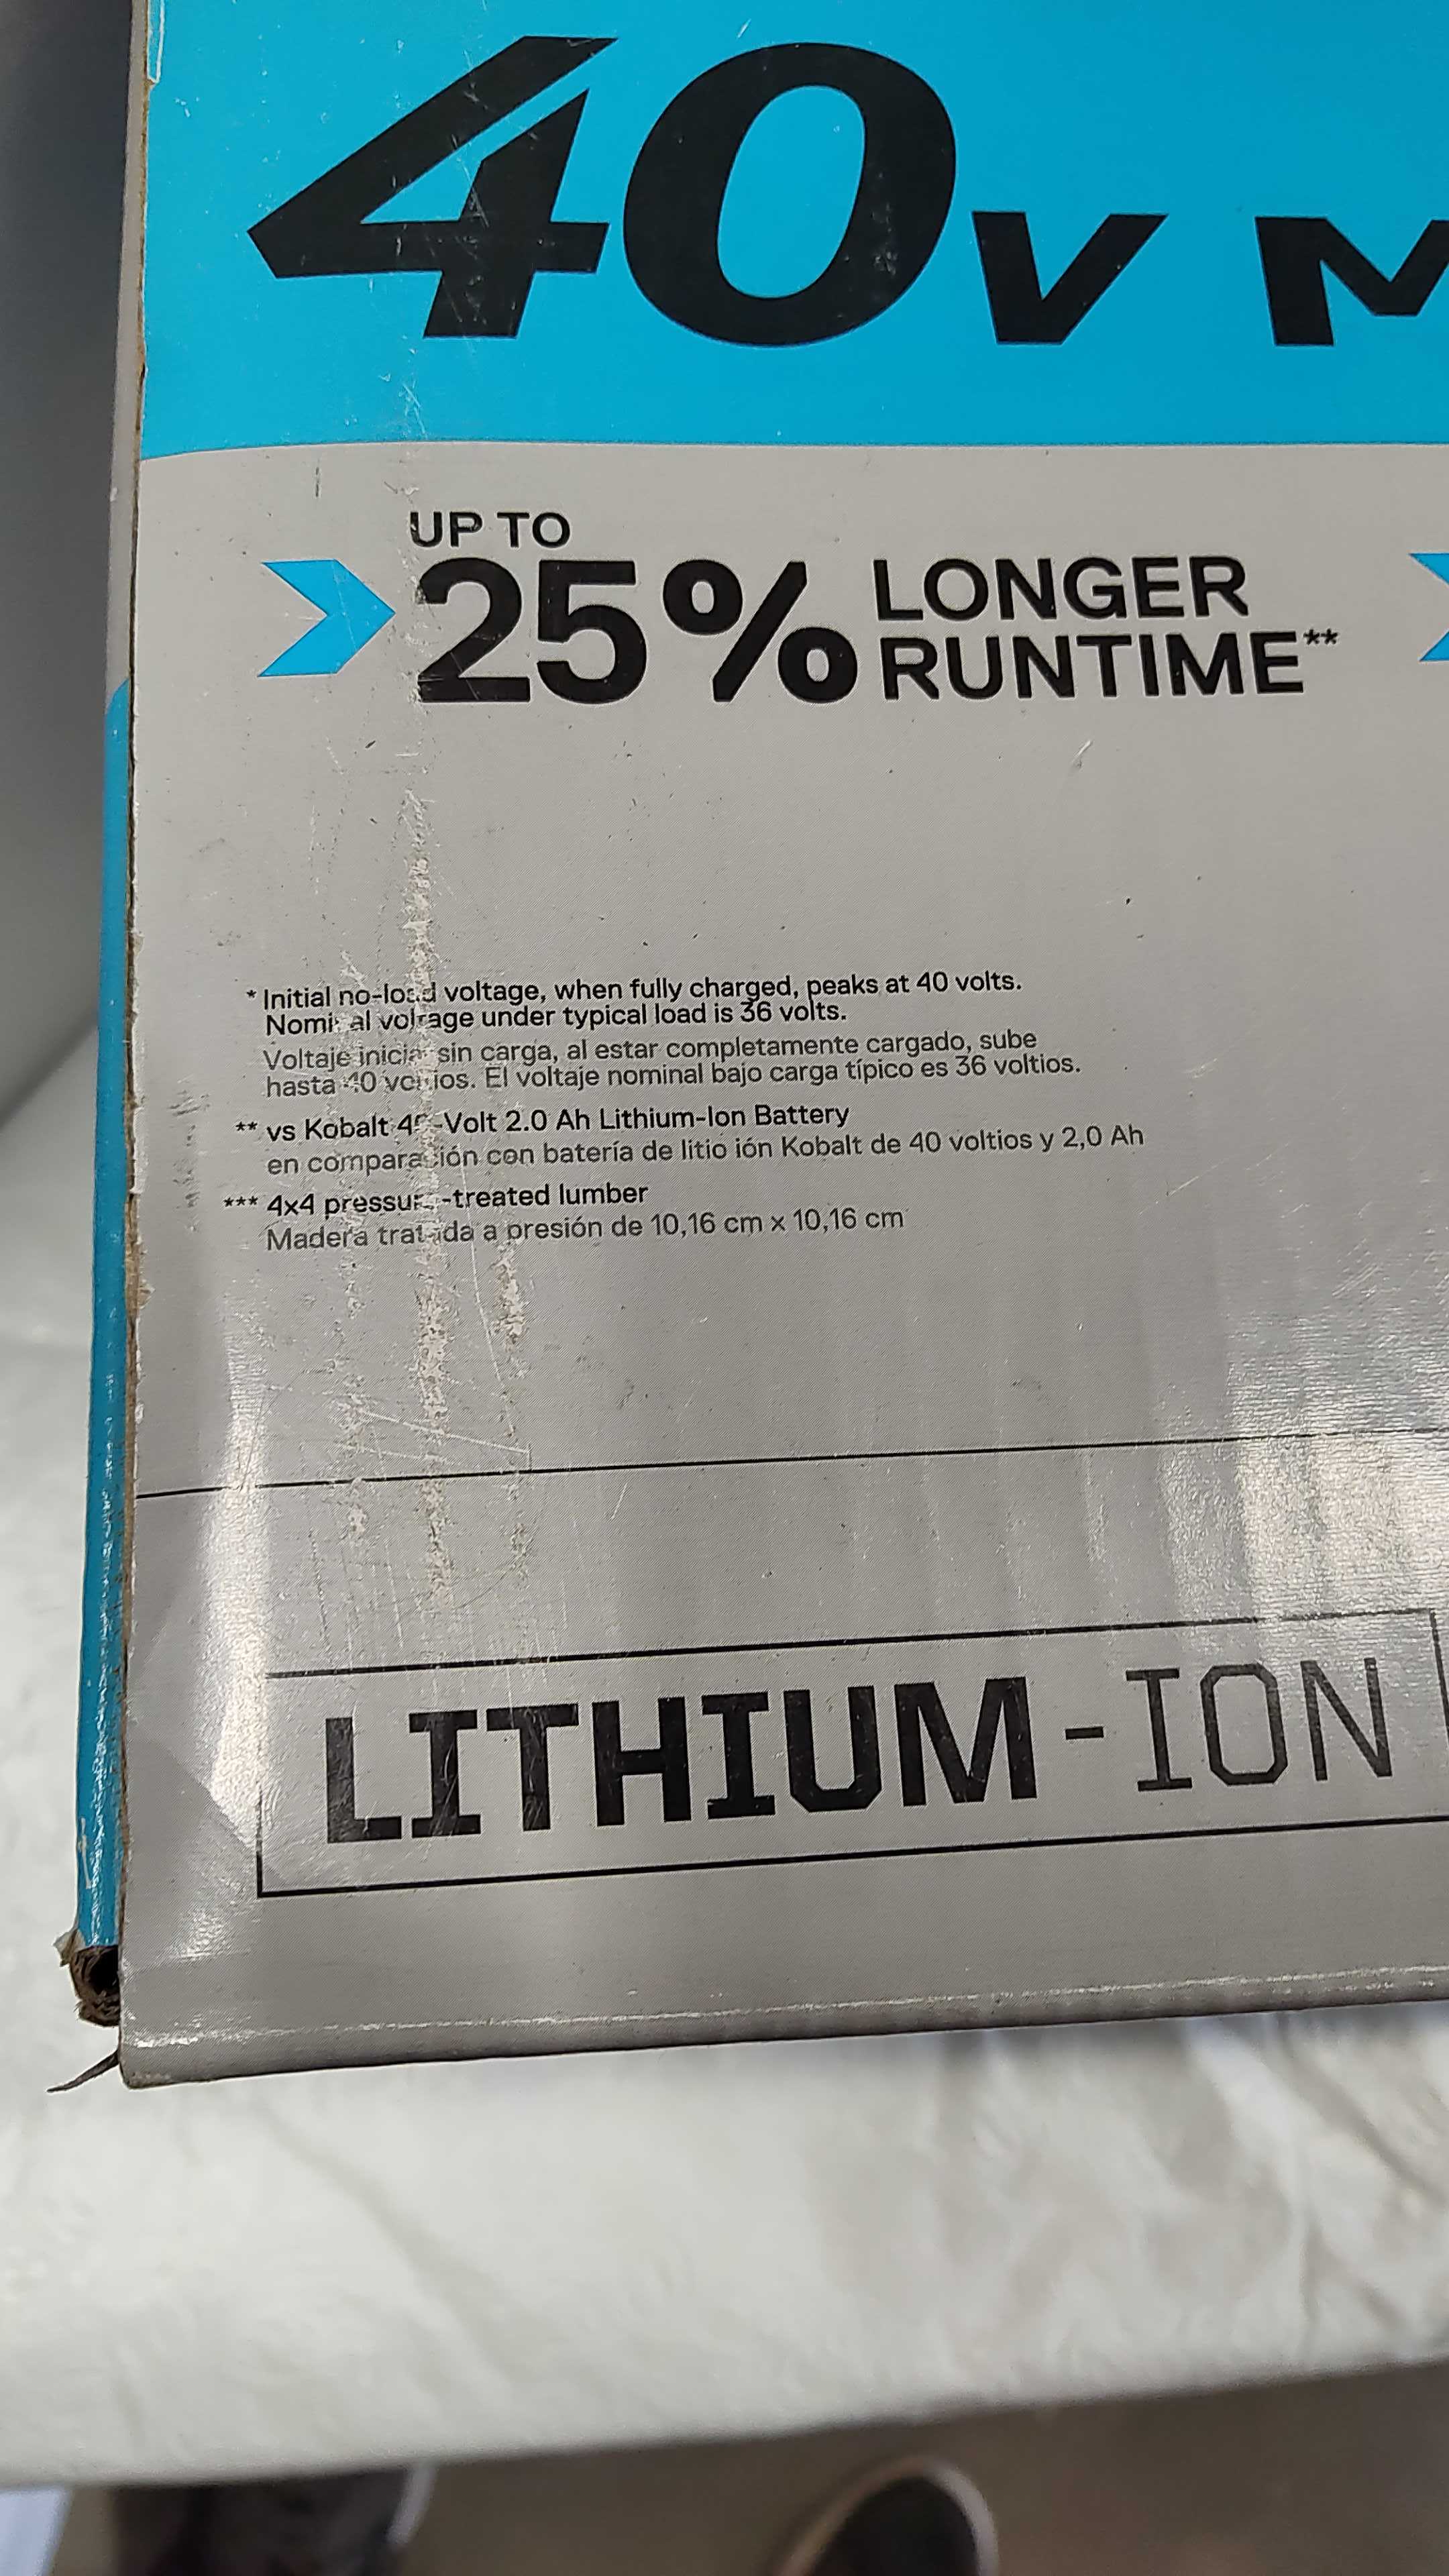 40V M
UP TO
25% LONGER
RUNTIME**
* Initial no-load voltage, when fully charged, peaks at 40 volts.
Nominal voltage under typical load is 36 volts.
Voltaje inicial sin carga, al estar completamente cargado, sube
hasta 40 voltios. El voltaje nominal bajo carga típico es 36 voltios.
** vs Kobalt 40-Volt 2.0 Ah Lithium-Ion Battery
en comparación con batería de litio ión Kobalt de 40 voltios y 2,0 Ah
*** 4x4 pressure-treated lumber
Madera tratada a presión de 10,16 cm x 10,16 cm
LITHIUM-ION